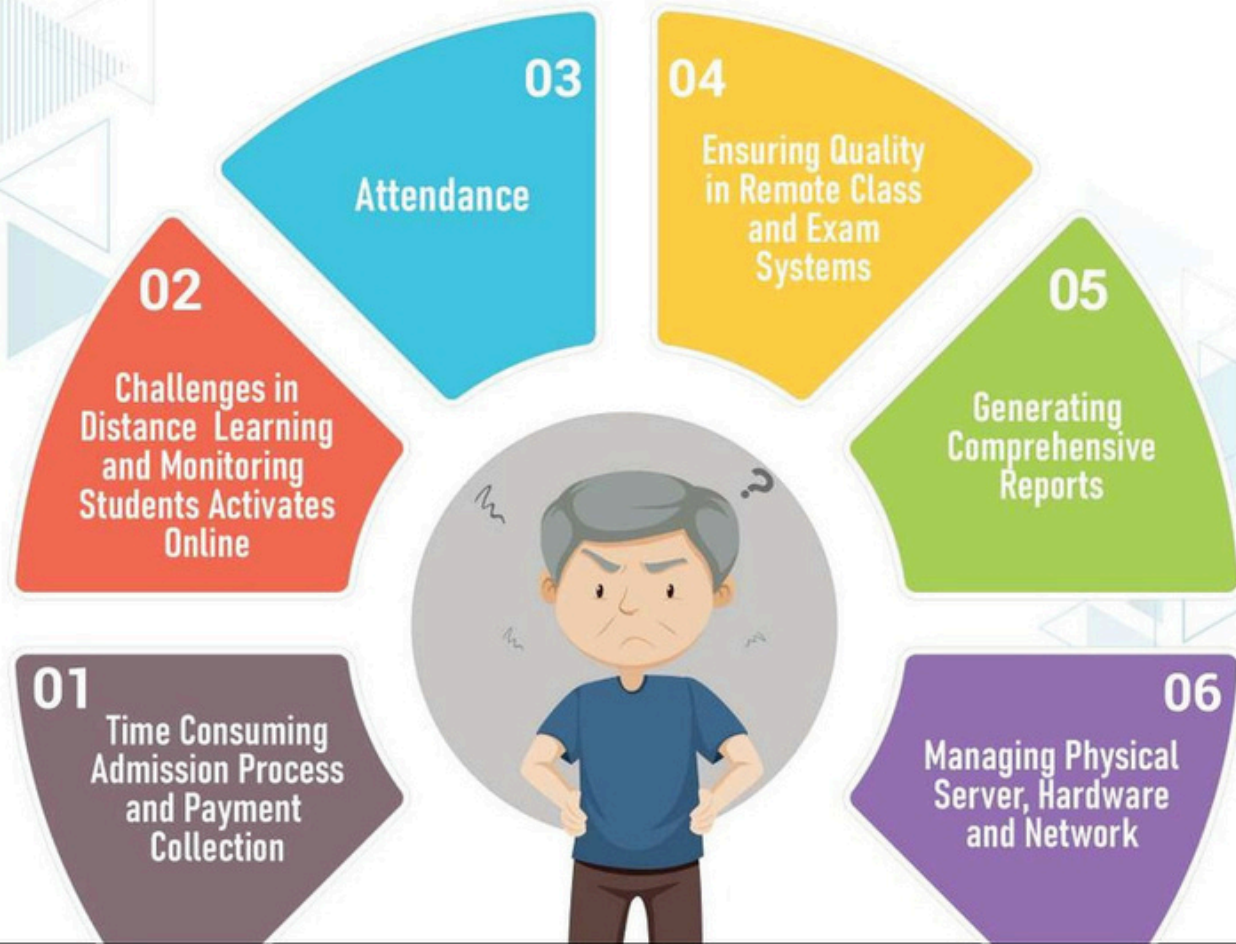 01
Time Consuming
Admission Process
and Payment
Collection
02
Challenges in
Distance Learning
and Monitoring
Students Activates
Online
03
Attendance
04
Ensuring Quality
in Remote Class
and Exam
Systems
05
Generating
Comprehensive
Reports
06
Managing Physical
Server, Hardware
and Network
?